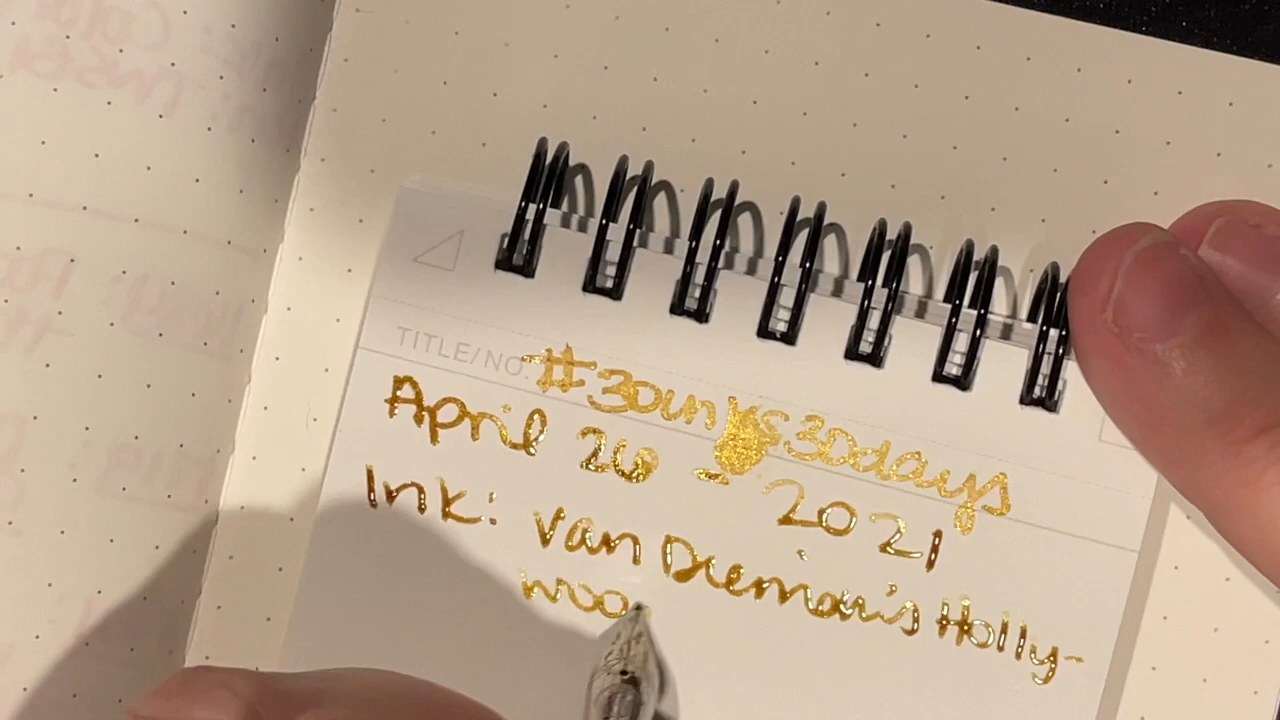 TITLE/NO. #30inks30days
April 26 - 2021
Ink: Van Dieman's Holly-
woo